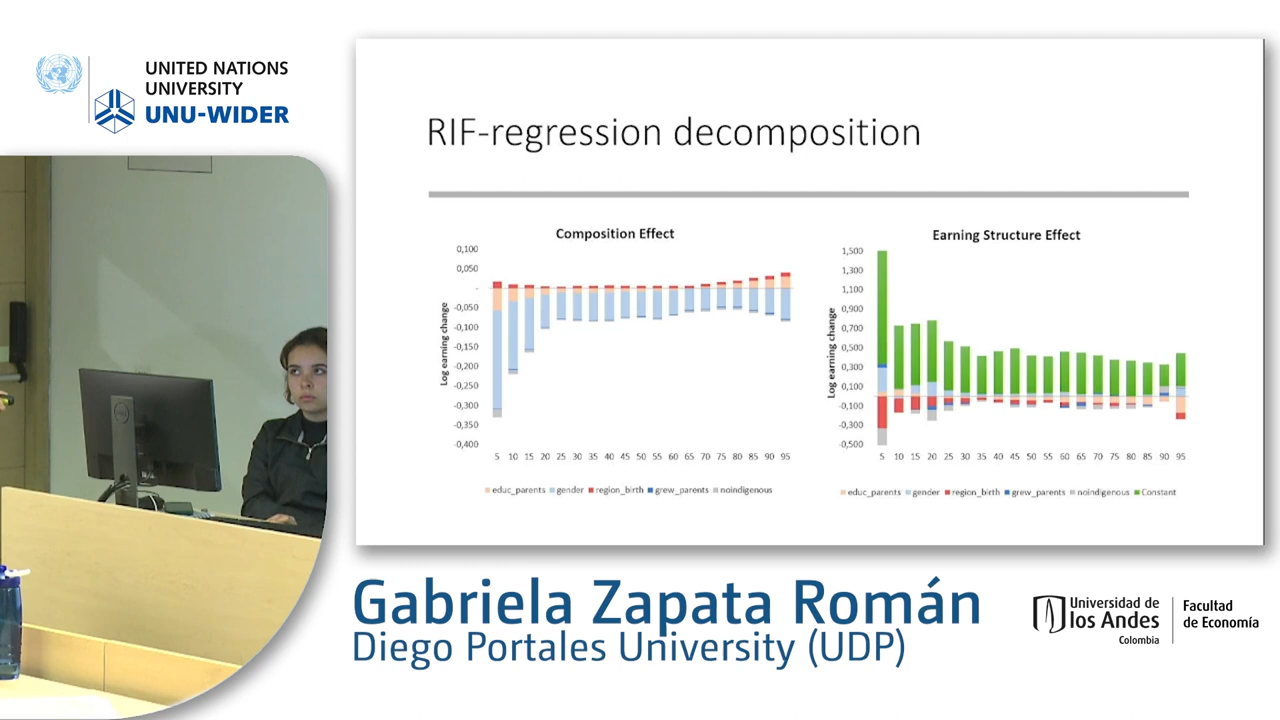 UNITED NATIONS
UNIVERSITY
UNU-WIDER
RIF-regression decomposition
Composition Effect
Log earning change
0,100
0,050
-
-0,050
-0,100
-0,150
-0,200
-0,250
-0,300
-0,350
-0,400
5 10 15 20 25 30 35 40 45 50 55 60 65 70 75 80 85 90 95
educ_parents gender region_birth grew_parents noindigenous
Earning Structure Effect
Log earning change
1,500
1,300
1,100
0,900
0,700
0,500
0,300
0,100
-0,100
-0,300
-0,500
5 10 15 20 25 30 35 40 45 50 55 60 65 70 75 80 85 90 95
educ_parents gender region_birth grew_parents noindigenous Constant
Gabriela Zapata Román
Diego Portales University (UDP)
Universidad de
los Andes
Colombia
Facultad
de Economía
DELL